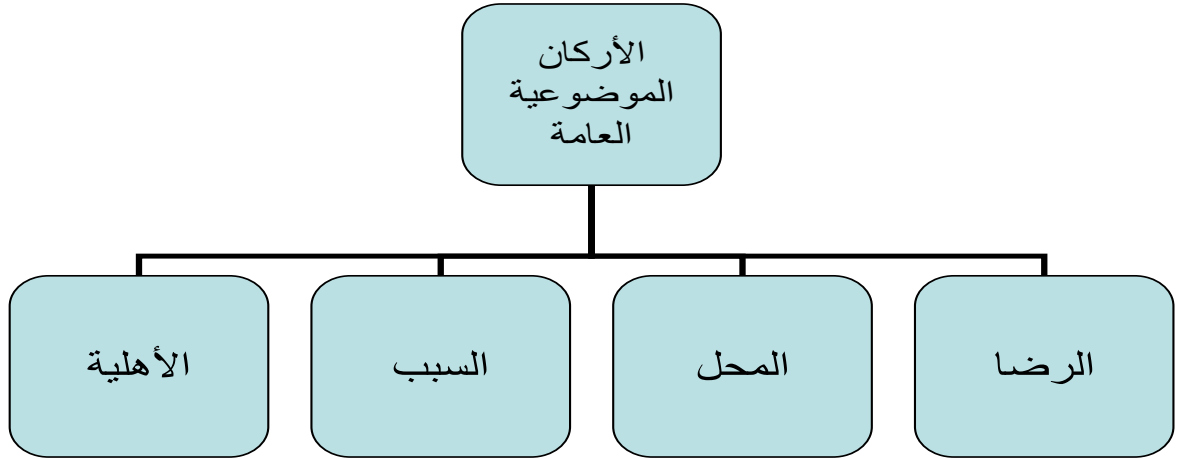 الأركان
الموضوعية
العامة
الرضا
المحل
السبب
الأهلية